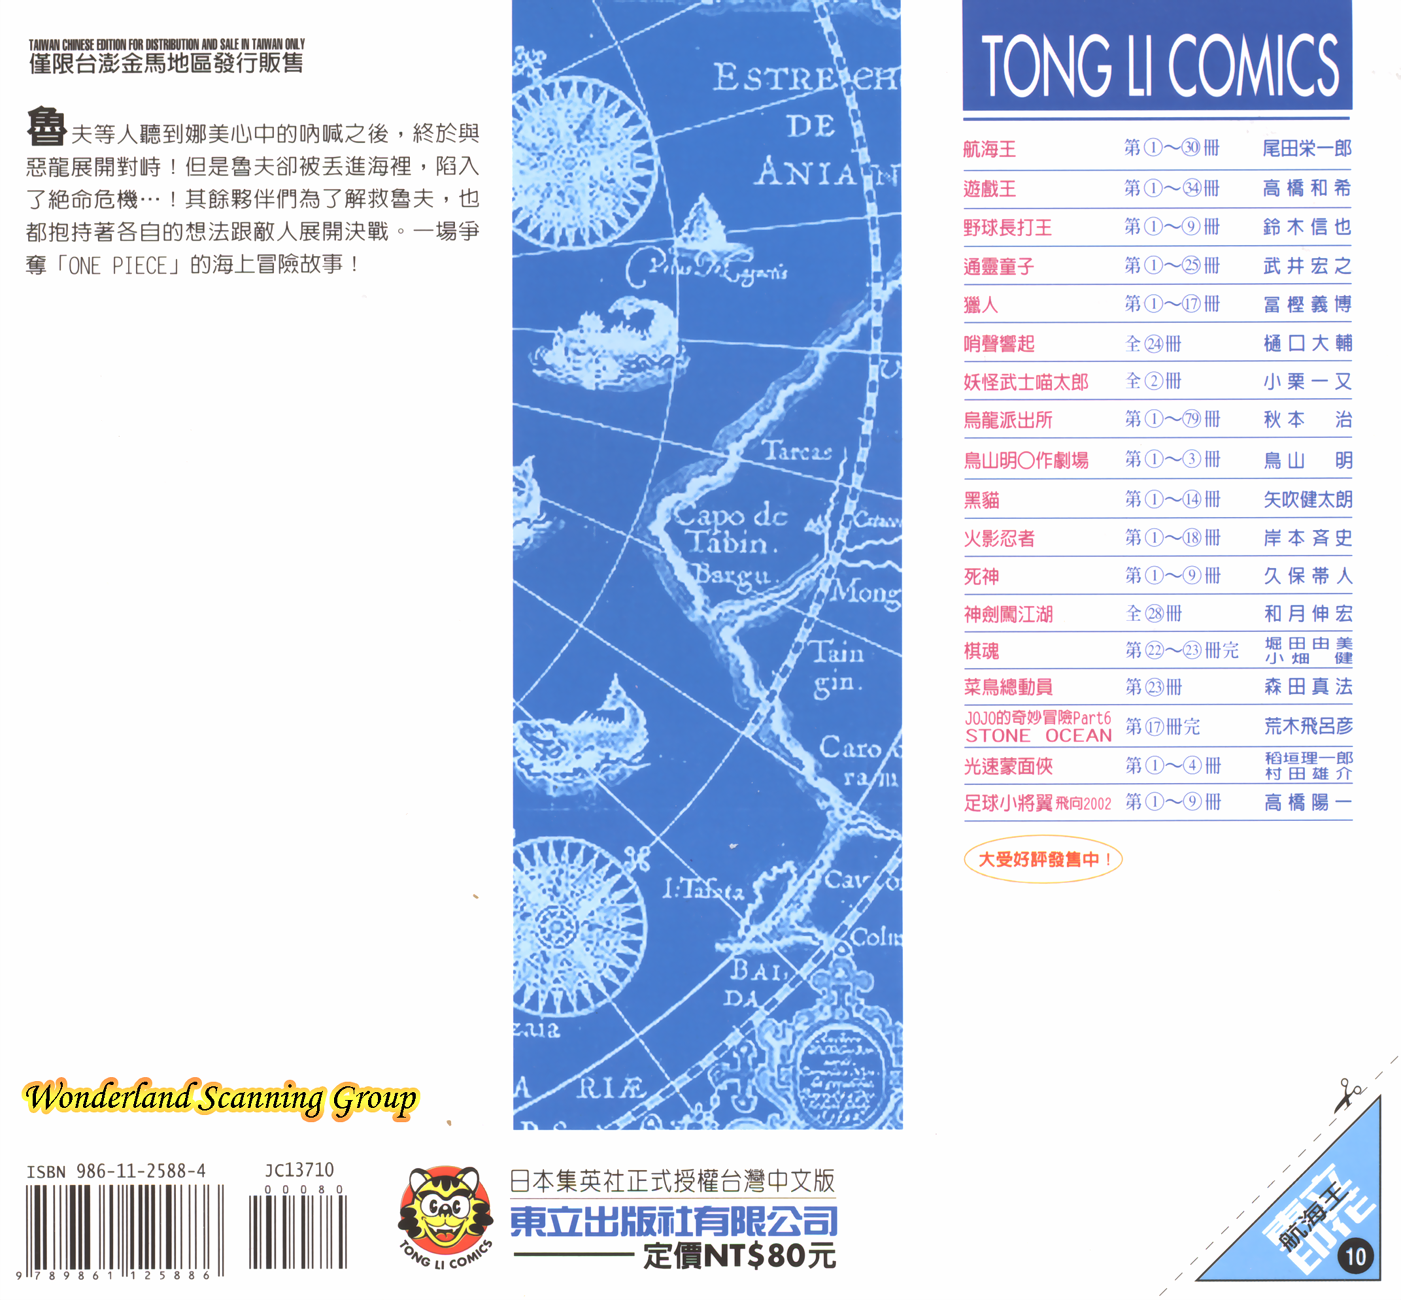 TAIWAN CHINESE EDITION FOR DISTRIBUTION AND SALE IN TAIWAN ONLY
僅限台澎金馬地區發行販售
魯夫等人聽到娜美心中的吶喊之後，終於與
惡龍展開對峙！但是魯夫卻被丟進海裡，陷入
了絕命危機…！其餘夥伴們為了解救魯夫，也
都抱持著各自的想法跟敵人展開決戰。一場爭
奪「ONE PIECE」的海上冒險故事！
Wonderland Scanning Group
ISBN 986-11-2588-4
JC13710
00080
9 789861 125886
TONG LI COMICS
日本集英社正式授權台灣中文版
東立出版社有限公司
定價NT$80元
ESTRECH
DE
ANIAN
Tarcas
Capo de
Tabin.
Bargu.
Mong
Tain
gin.
Caro
ram
I:Tafata
Cav
Colm
BAL
DA
zaia
A RIÆ
TONG LI COMICS
航海王 第①～㉚冊 尾田栄一郎
遊戲王 第①～㉞冊 高橋和希
野球長打王 第①～⑨冊 鈴木信也
通靈童子 第①～㉕冊 武井宏之
獵人 第①～⑰冊 冨樫義博
哨聲響起 全㉔冊 樋口大輔
妖怪武士喵太郎 全②冊 小栗一又
烏龍派出所 第①～㊆㊈冊 秋本 治
鳥山明〇作劇場 第①～③冊 鳥山 明
黑貓 第①～⑭冊 矢吹健太朗
火影忍者 第①～⑱冊 岸本斉史
死神 第①～⑨冊 久保帯人
神劍闖江湖 全㉘冊 和月伸宏
棋魂 第㉒～㉓冊完 堀田由美
小畑 健
菜鳥總動員 第㉓冊 森田真法
JOJO的奇妙冒險Part6
STONE OCEAN 第⑰冊完 荒木飛呂彦
光速蒙面俠 第①～④冊 稻垣理一郎
村田雄介
足球小將翼飛向2002 第①～⑨冊 高橋陽一
大受好評發售中！
東立
航海王
印花
10